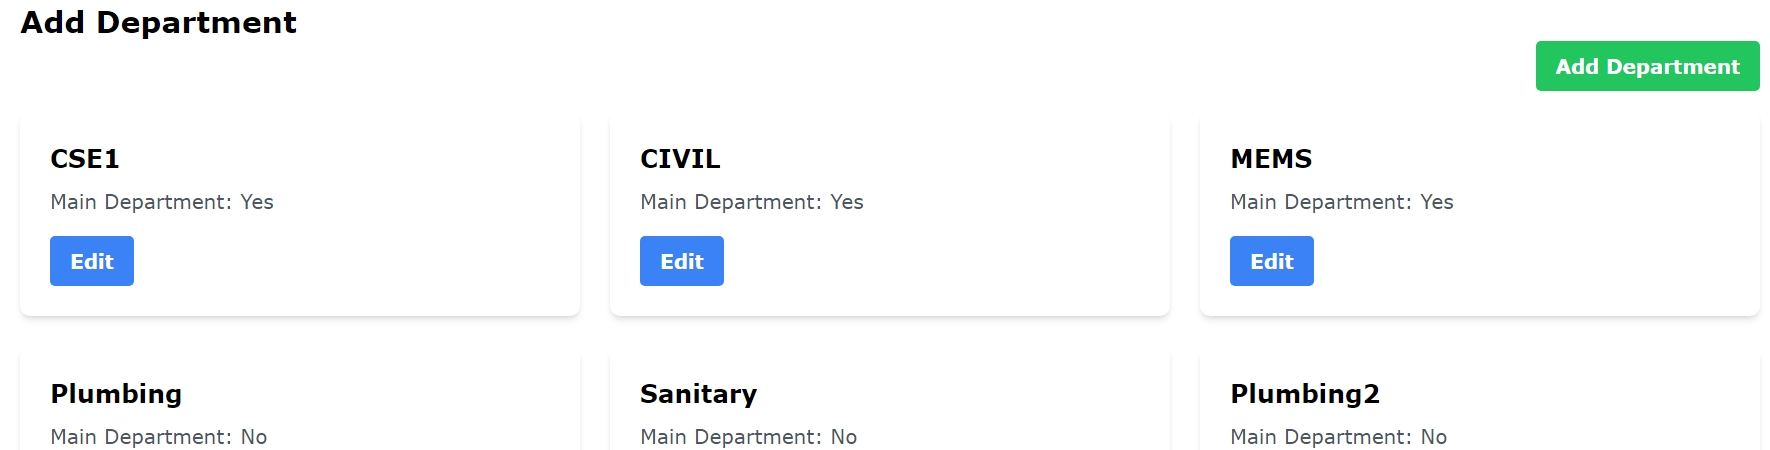 Add Department
Add Department
CSE1
Main Department: Yes
Edit
CIVIL
Main Department: Yes
Edit
MEMS
Main Department: Yes
Edit
Plumbing
Main Department: No
Sanitary
Main Department: No
Plumbing2
Main Department: No